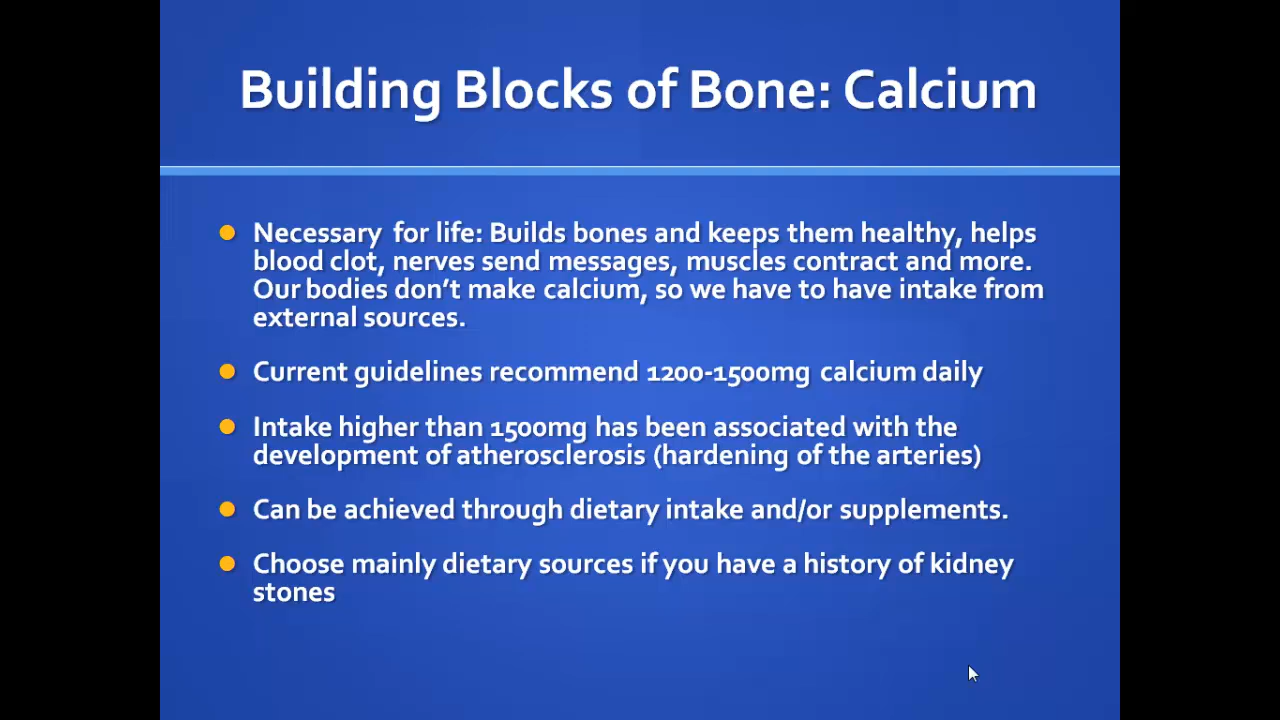 Building Blocks of Bone: Calcium
Necessary for life: Builds bones and keeps them healthy, helps
blood clot, nerves send messages, muscles contract and more.
Our bodies don’t make calcium, so we have to have intake from
external sources.
Current guidelines recommend 1200-1500mg calcium daily
Intake higher than 1500mg has been associated with the
development of atherosclerosis (hardening of the arteries)
Can be achieved through dietary intake and/or supplements.
Choose mainly dietary sources if you have a history of kidney
stones